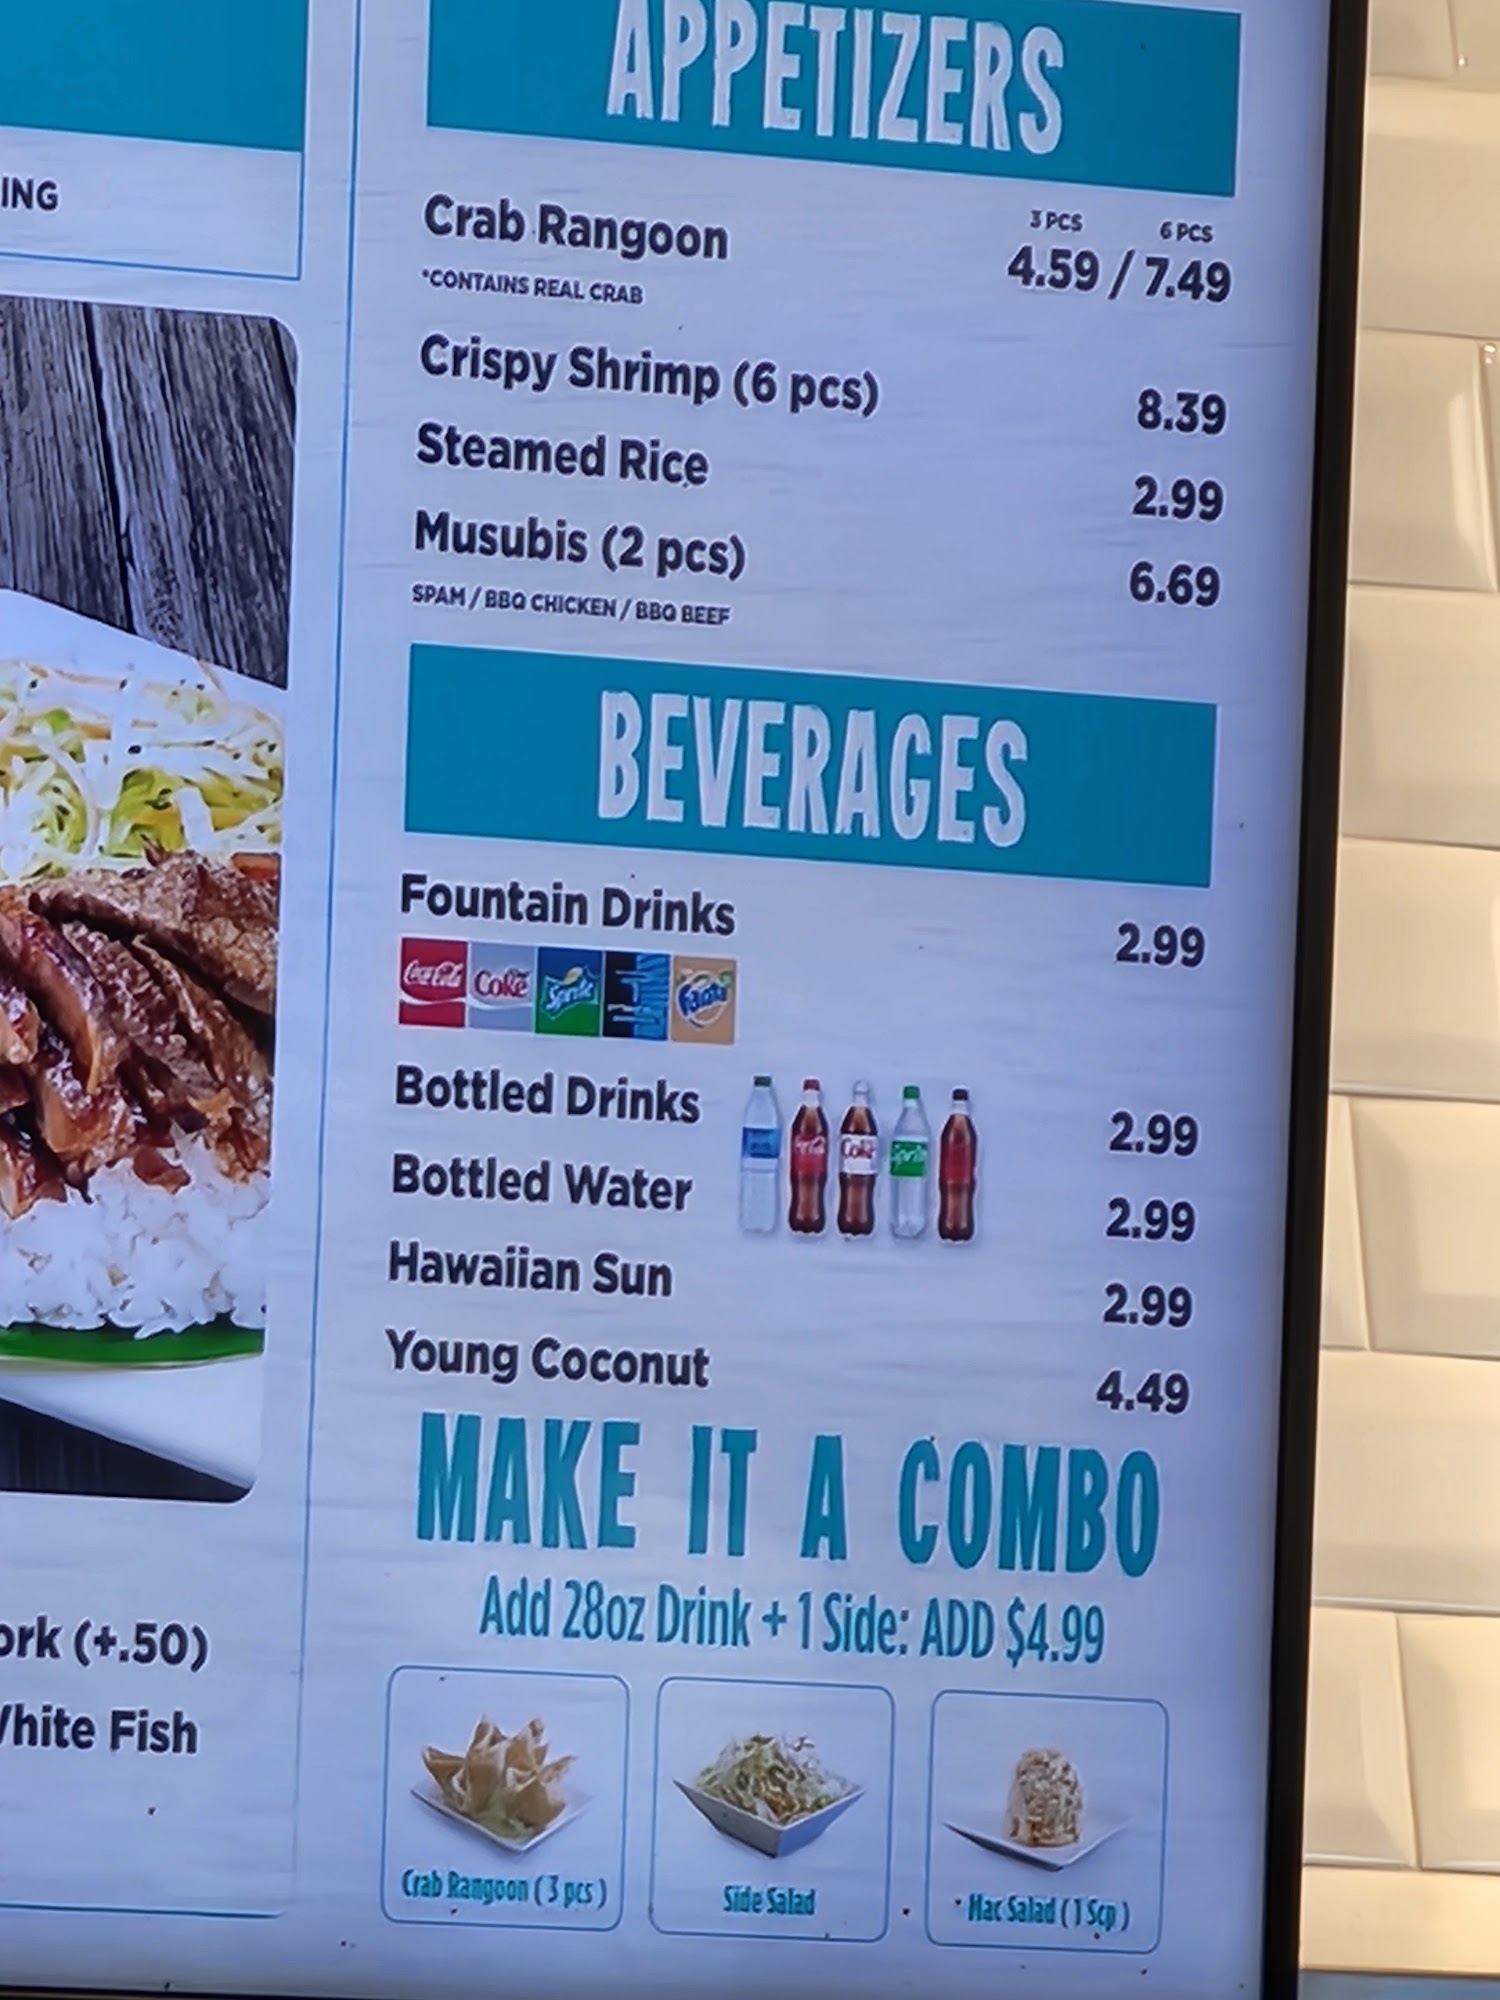 ING
ork (+.50)
White Fish
APPETIZERS
3 PCS 6 PCS
Crab Rangoon 4.59 / 7.49
*CONTAINS REAL CRAB
Crispy Shrimp (6 pcs) 8.39
Steamed Rice 2.99
Musubis (2 pcs) 6.69
SPAM / BBQ CHICKEN / BBQ BEEF
BEVERAGES
Fountain Drinks 2.99
Coca-Cola Coke Sprite Fanta
Bottled Drinks 2.99
Coca-Cola Coke Sprite
Bottled Water 2.99
Hawaiian Sun 2.99
Young Coconut 4.49
MAKE IT A COMBO
Add 28oz Drink + 1 Side: ADD $4.99
Crab Rangoon ( 3 pcs ) Side Salad Mac Salad ( 1 Scp )